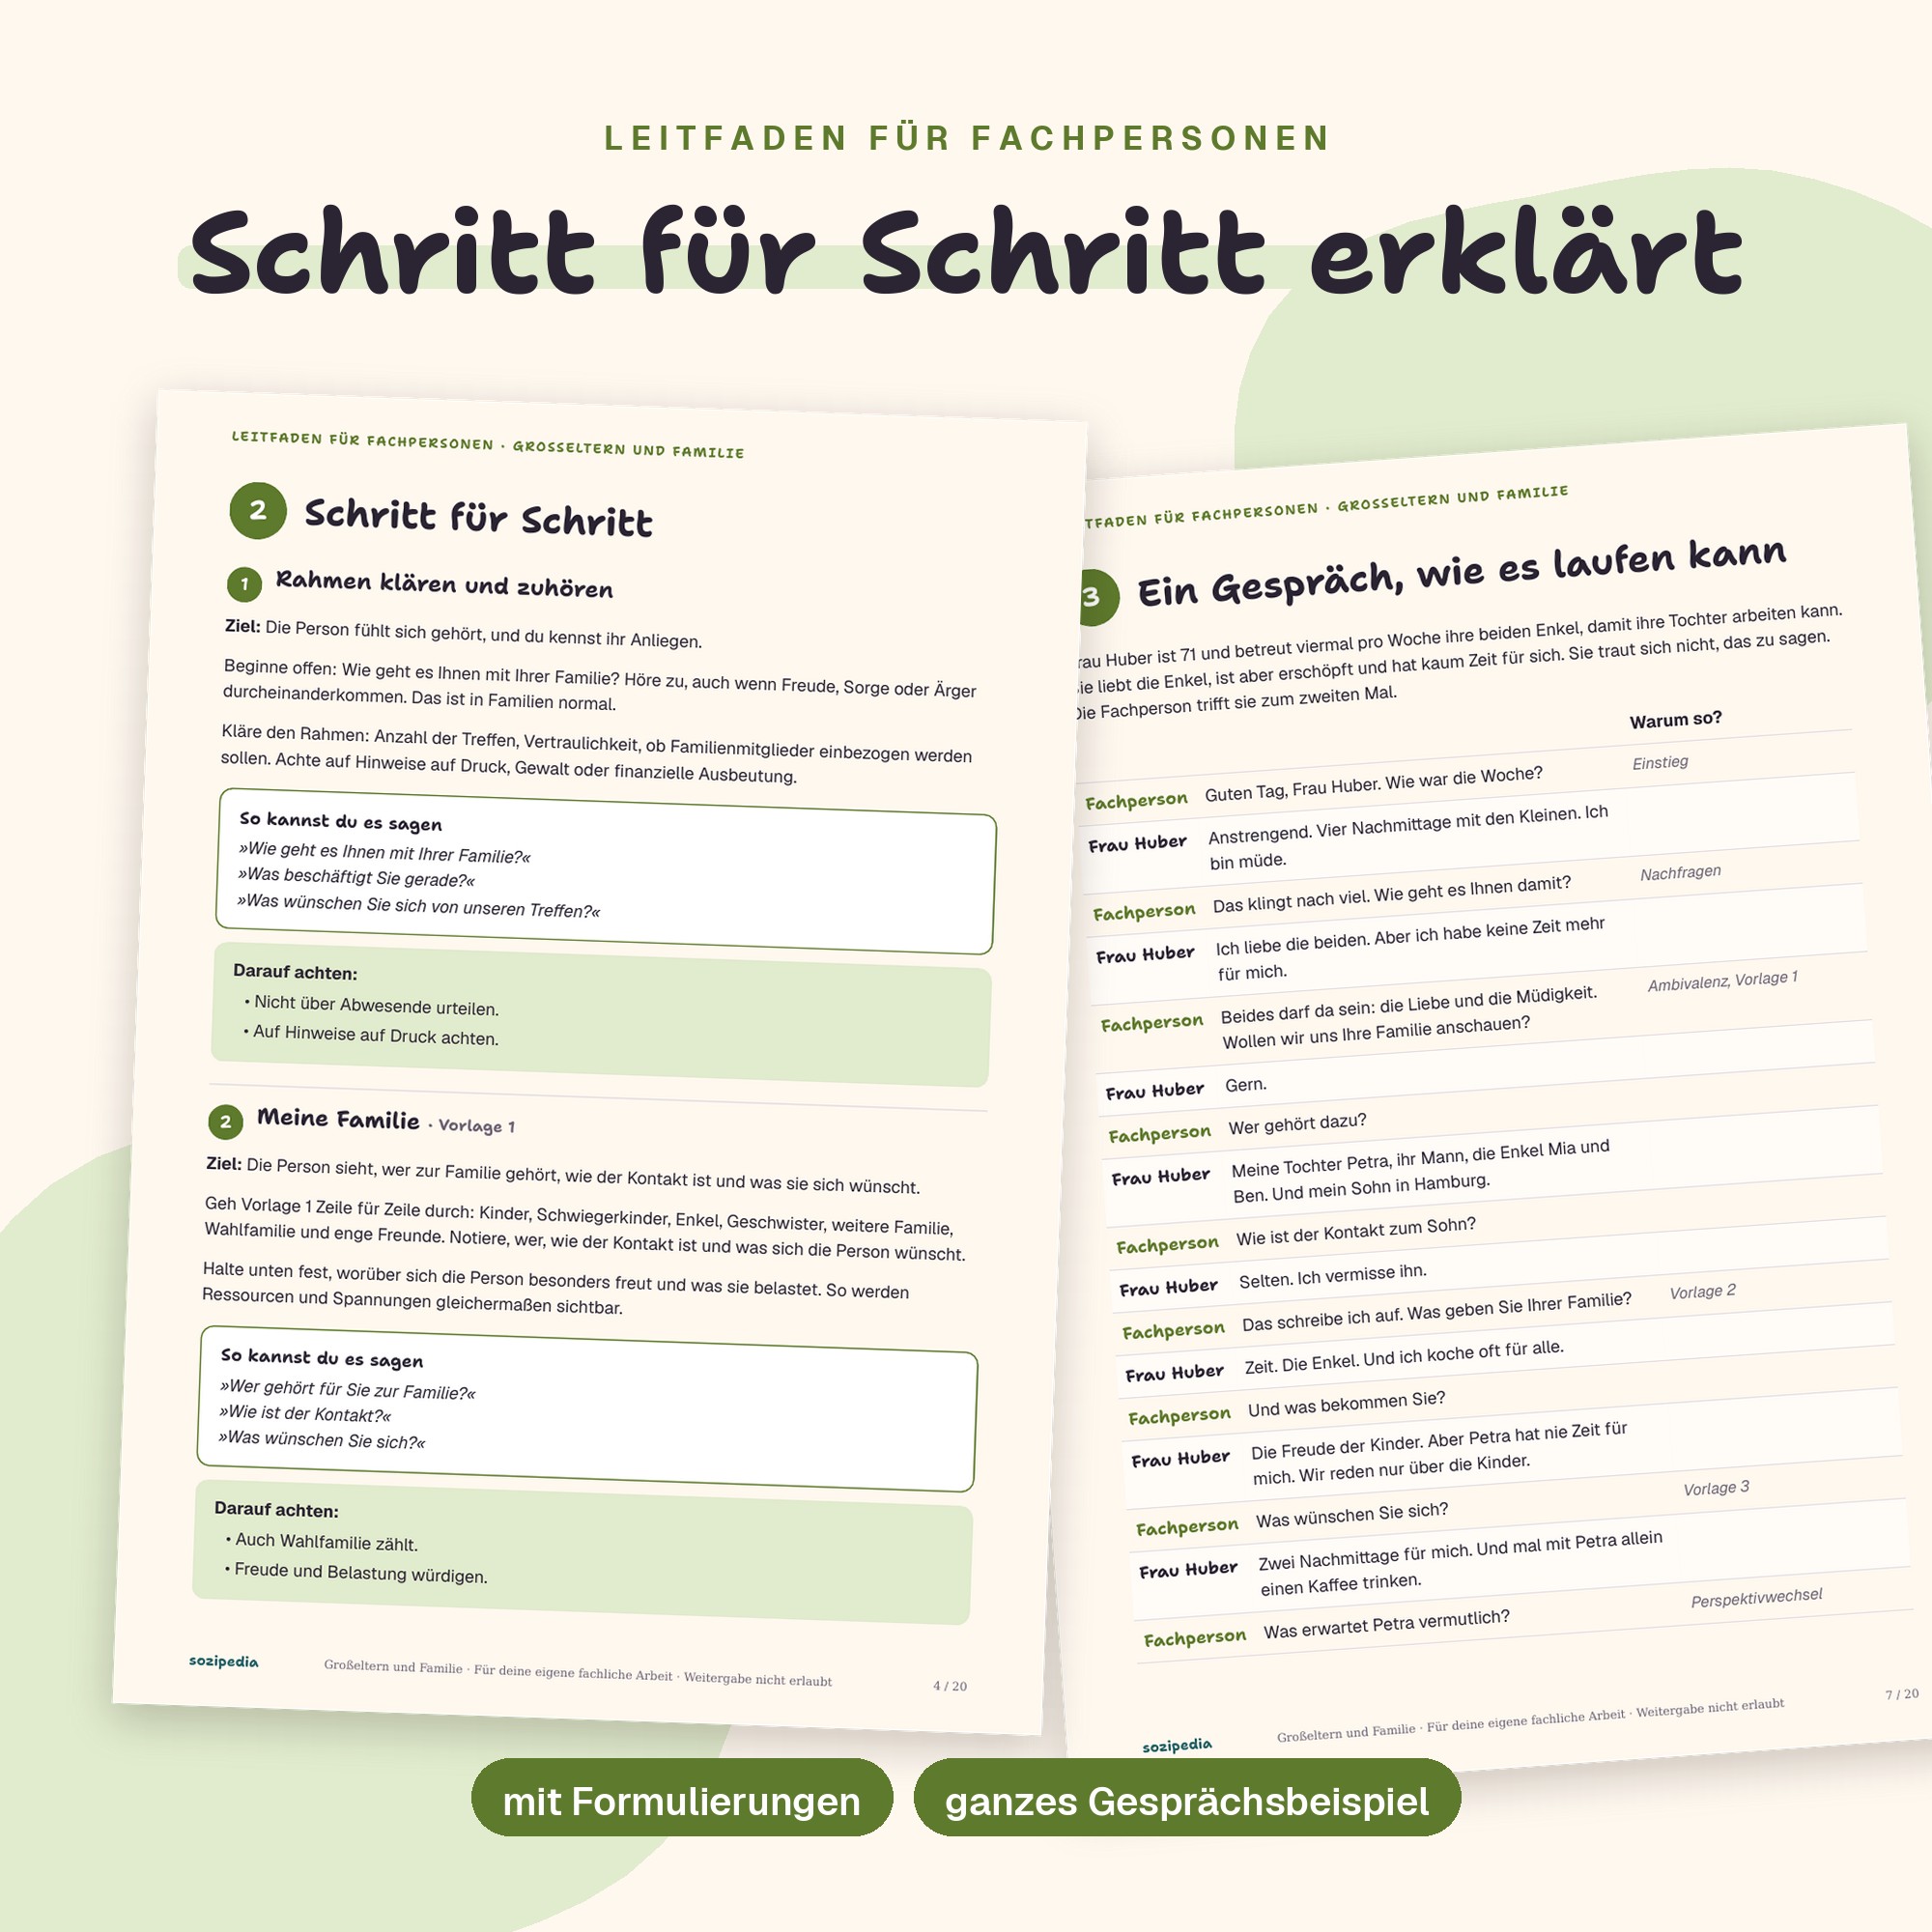 LEITFADEN FÜR FACHPERSONEN
Schritt für Schritt erklärt
LEITFADEN FÜR FACHPERSONEN · GROSSELTERN UND FAMILIE
2 Schritt für Schritt
1 Rahmen klären und zuhören
Ziel: Die Person fühlt sich gehört, und du kennst ihr Anliegen.
Beginne offen: Wie geht es Ihnen mit Ihrer Familie? Höre zu, auch wenn Freude, Sorge oder Ärger
durcheinanderkommen. Das ist in Familien normal.
Kläre den Rahmen: Anzahl der Treffen, Vertraulichkeit, ob Familienmitglieder einbezogen werden
sollen. Achte auf Hinweise auf Druck, Gewalt oder finanzielle Ausbeutung.
So kannst du es sagen
»Wie geht es Ihnen mit Ihrer Familie?«
»Was beschäftigt Sie gerade?«
»Was wünschen Sie sich von unseren Treffen?«
Darauf achten:
• Nicht über Abwesende urteilen.
• Auf Hinweise auf Druck achten.
2 Meine Familie · Vorlage 1
Ziel: Die Person sieht, wer zur Familie gehört, wie der Kontakt ist und was sie sich wünscht.
Geh Vorlage 1 Zeile für Zeile durch: Kinder, Schwiegerkinder, Enkel, Geschwister, weitere Familie,
Wahlfamilie und enge Freunde. Notiere, wer, wie der Kontakt ist und was sich die Person wünscht.
Halte unten fest, worüber sich die Person besonders freut und was sie belastet. So werden
Ressourcen und Spannungen gleichermaßen sichtbar.
So kannst du es sagen
»Wer gehört für Sie zur Familie?«
»Wie ist der Kontakt?«
»Was wünschen Sie sich?«
Darauf achten:
• Auch Wahlfamilie zählt.
• Freude und Belastung würdigen.
sozipedia Großeltern und Familie · Für deine eigene fachliche Arbeit · Weitergabe nicht erlaubt 4 / 20
TFADEN FÜR FACHPERSONEN · GROSSELTERN UND FAMILIE
3 Ein Gespräch, wie es laufen kann
rau Huber ist 71 und betreut viermal pro Woche ihre beiden Enkel, damit ihre Tochter arbeiten kann.
ie liebt die Enkel, ist aber erschöpft und hat kaum Zeit für sich. Sie traut sich nicht, das zu sagen.
Die Fachperson trifft sie zum zweiten Mal.
Warum so?
Fachperson Guten Tag, Frau Huber. Wie war die Woche? Einstieg
Frau Huber Anstrengend. Vier Nachmittage mit den Kleinen. Ich
bin müde.
Fachperson Das klingt nach viel. Wie geht es Ihnen damit? Nachfragen
Frau Huber Ich liebe die beiden. Aber ich habe keine Zeit mehr
für mich.
Fachperson Beides darf da sein: die Liebe und die Müdigkeit. Ambivalenz, Vorlage 1
Wollen wir uns Ihre Familie anschauen?
Frau Huber Gern.
Fachperson Wer gehört dazu?
Frau Huber Meine Tochter Petra, ihr Mann, die Enkel Mia und
Ben. Und mein Sohn in Hamburg.
Fachperson Wie ist der Kontakt zum Sohn?
Frau Huber Selten. Ich vermisse ihn.
Fachperson Das schreibe ich auf. Was geben Sie Ihrer Familie? Vorlage 2
Frau Huber Zeit. Die Enkel. Und ich koche oft für alle.
Fachperson Und was bekommen Sie?
Frau Huber Die Freude der Kinder. Aber Petra hat nie Zeit für
mich. Wir reden nur über die Kinder.
Fachperson Was wünschen Sie sich? Vorlage 3
Frau Huber Zwei Nachmittage für mich. Und mal mit Petra allein
einen Kaffee trinken.
Fachperson Was erwartet Petra vermutlich? Perspektivwechsel
sozipedia Großeltern und Familie · Für deine eigene fachliche Arbeit · Weitergabe nicht erlaubt 7 / 20
mit Formulierungen
ganzes Gesprächsbeispiel